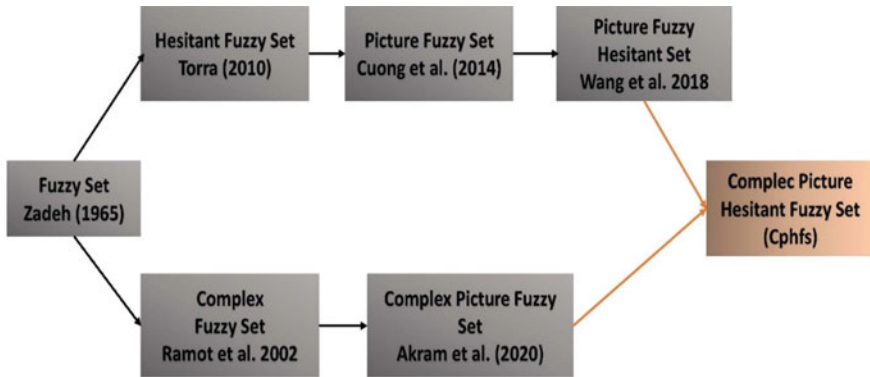 Hesitant Fuzzy Set
Torra (2010)
Picture Fuzzy Set
Cuong et al. (2014)
Picture Fuzzy
Hesitant Set
Wang et al. 2018
Fuzzy Set
Zadeh (1965)
Complec Picture
Hesitant Fuzzy Set
(Cphfs)
Complex
Fuzzy Set
Ramot et al. 2002
Complex Picture Fuzzy
Set
Akram et al. (2020)